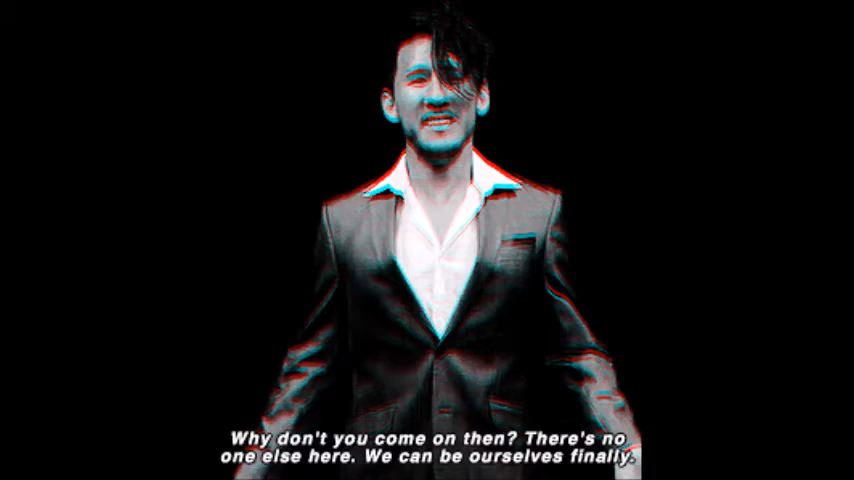 Why don't you come on then? There's no
one else here. We can be ourselves finally.